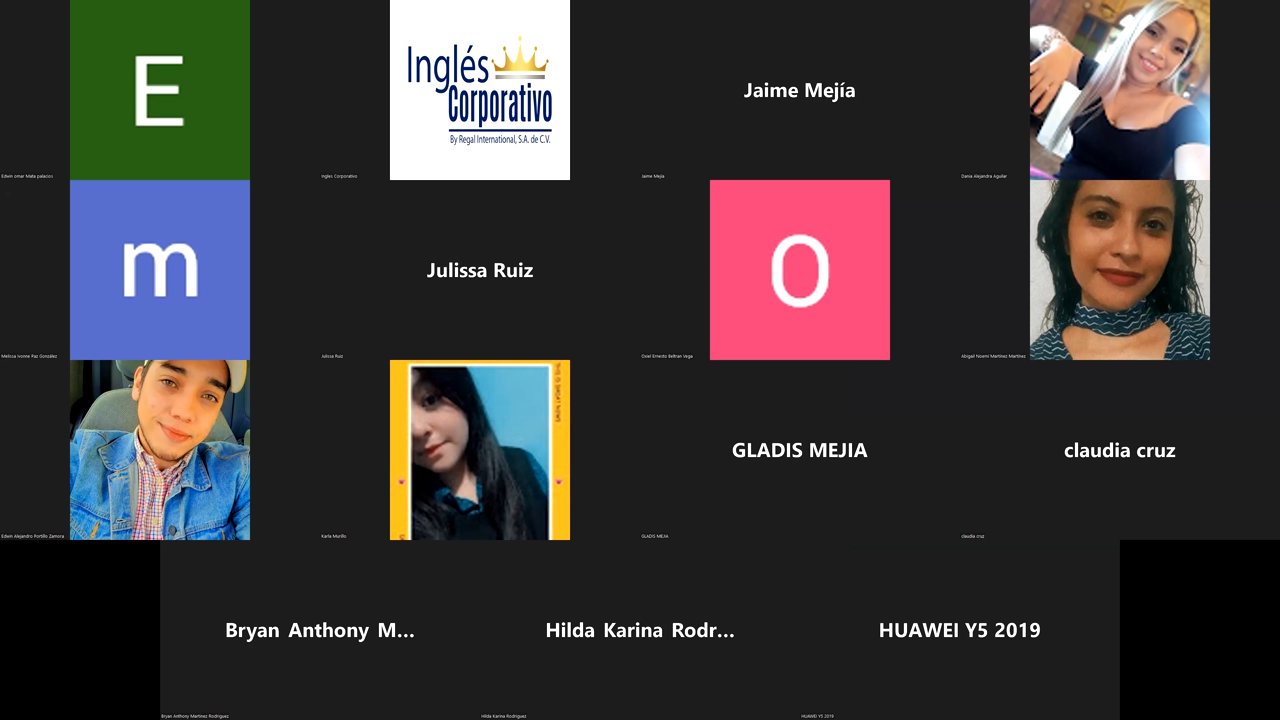 E
Inglés
Corporativo
By Regal International, S.A. de C.V.
Jaime Mejía
Edwin omar Mata palacios
Inglés Corporativo
Jaime Mejía
Dania Alejandra Aguilar
m
Julissa Ruiz
O
Melissa Ivonne Paz González
Julissa Ruiz
Osiel Ernesto Beltran Vega
Abigail Noemi Martinez Martinez
GLADIS MEJIA
claudia cruz
Edwin Alejandro Portillo Zamora
Karla Murillo
GLADIS MEJIA
claudia cruz
Bryan Anthony M...
Hilda Karina Rodr...
HUAWEI Y5 2019
Bryan Anthony Martinez Rodriguez
Hilda Karina Rodriguez
HUAWEI Y5 2019